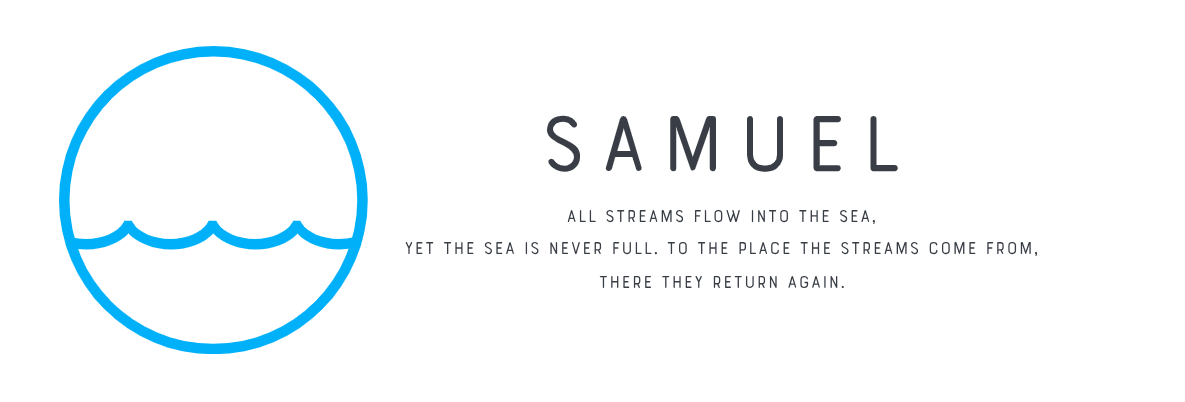 SAMUEL
ALL STREAMS FLOW INTO THE SEA,
YET THE SEA IS NEVER FULL. TO THE PLACE THE STREAMS COME FROM,
THERE THEY RETURN AGAIN.